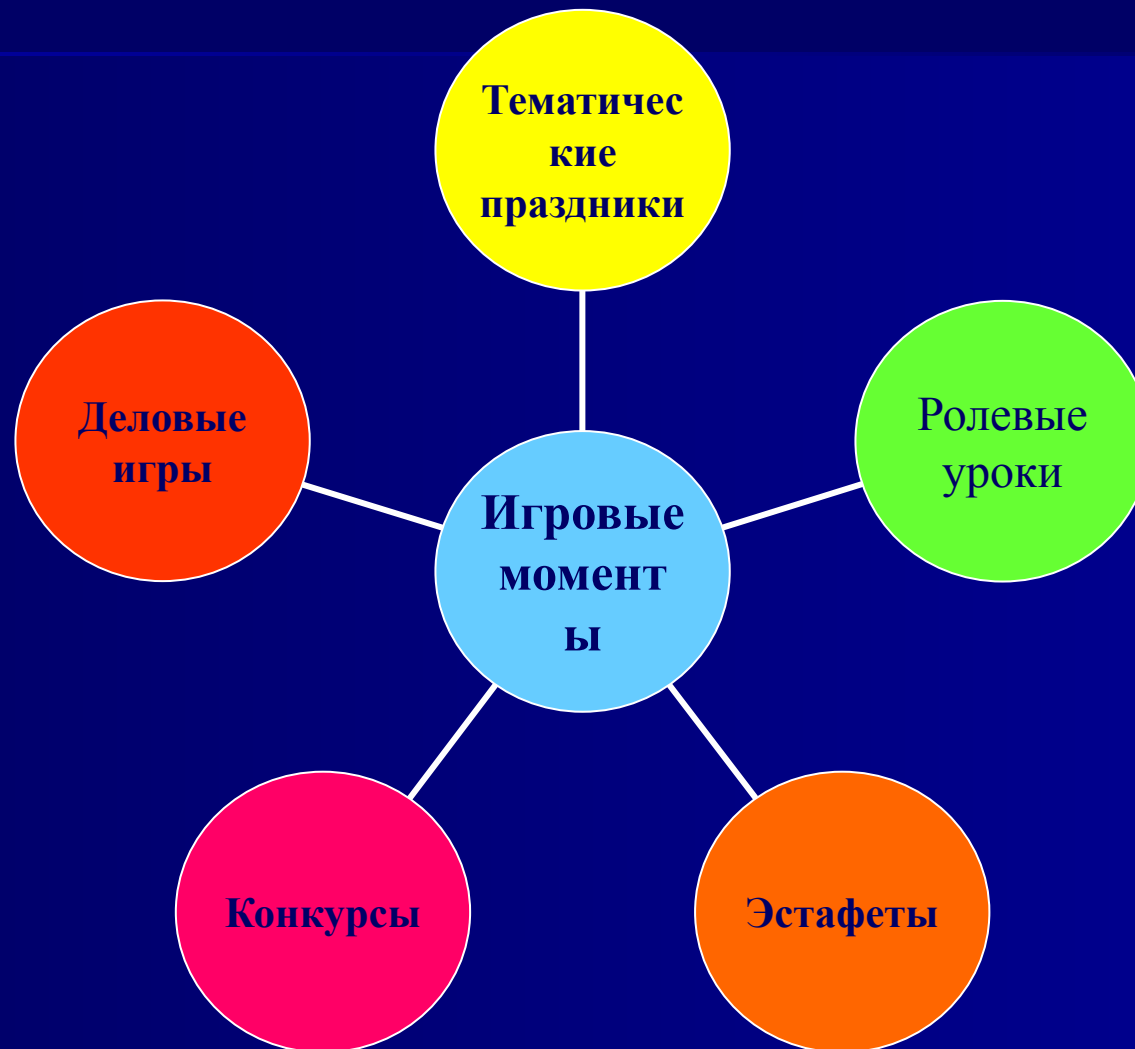 Тематичес
кие
праздники
Деловые
игры
Ролевые
уроки
Игровые
момент
ы
Конкурсы
Эстафеты